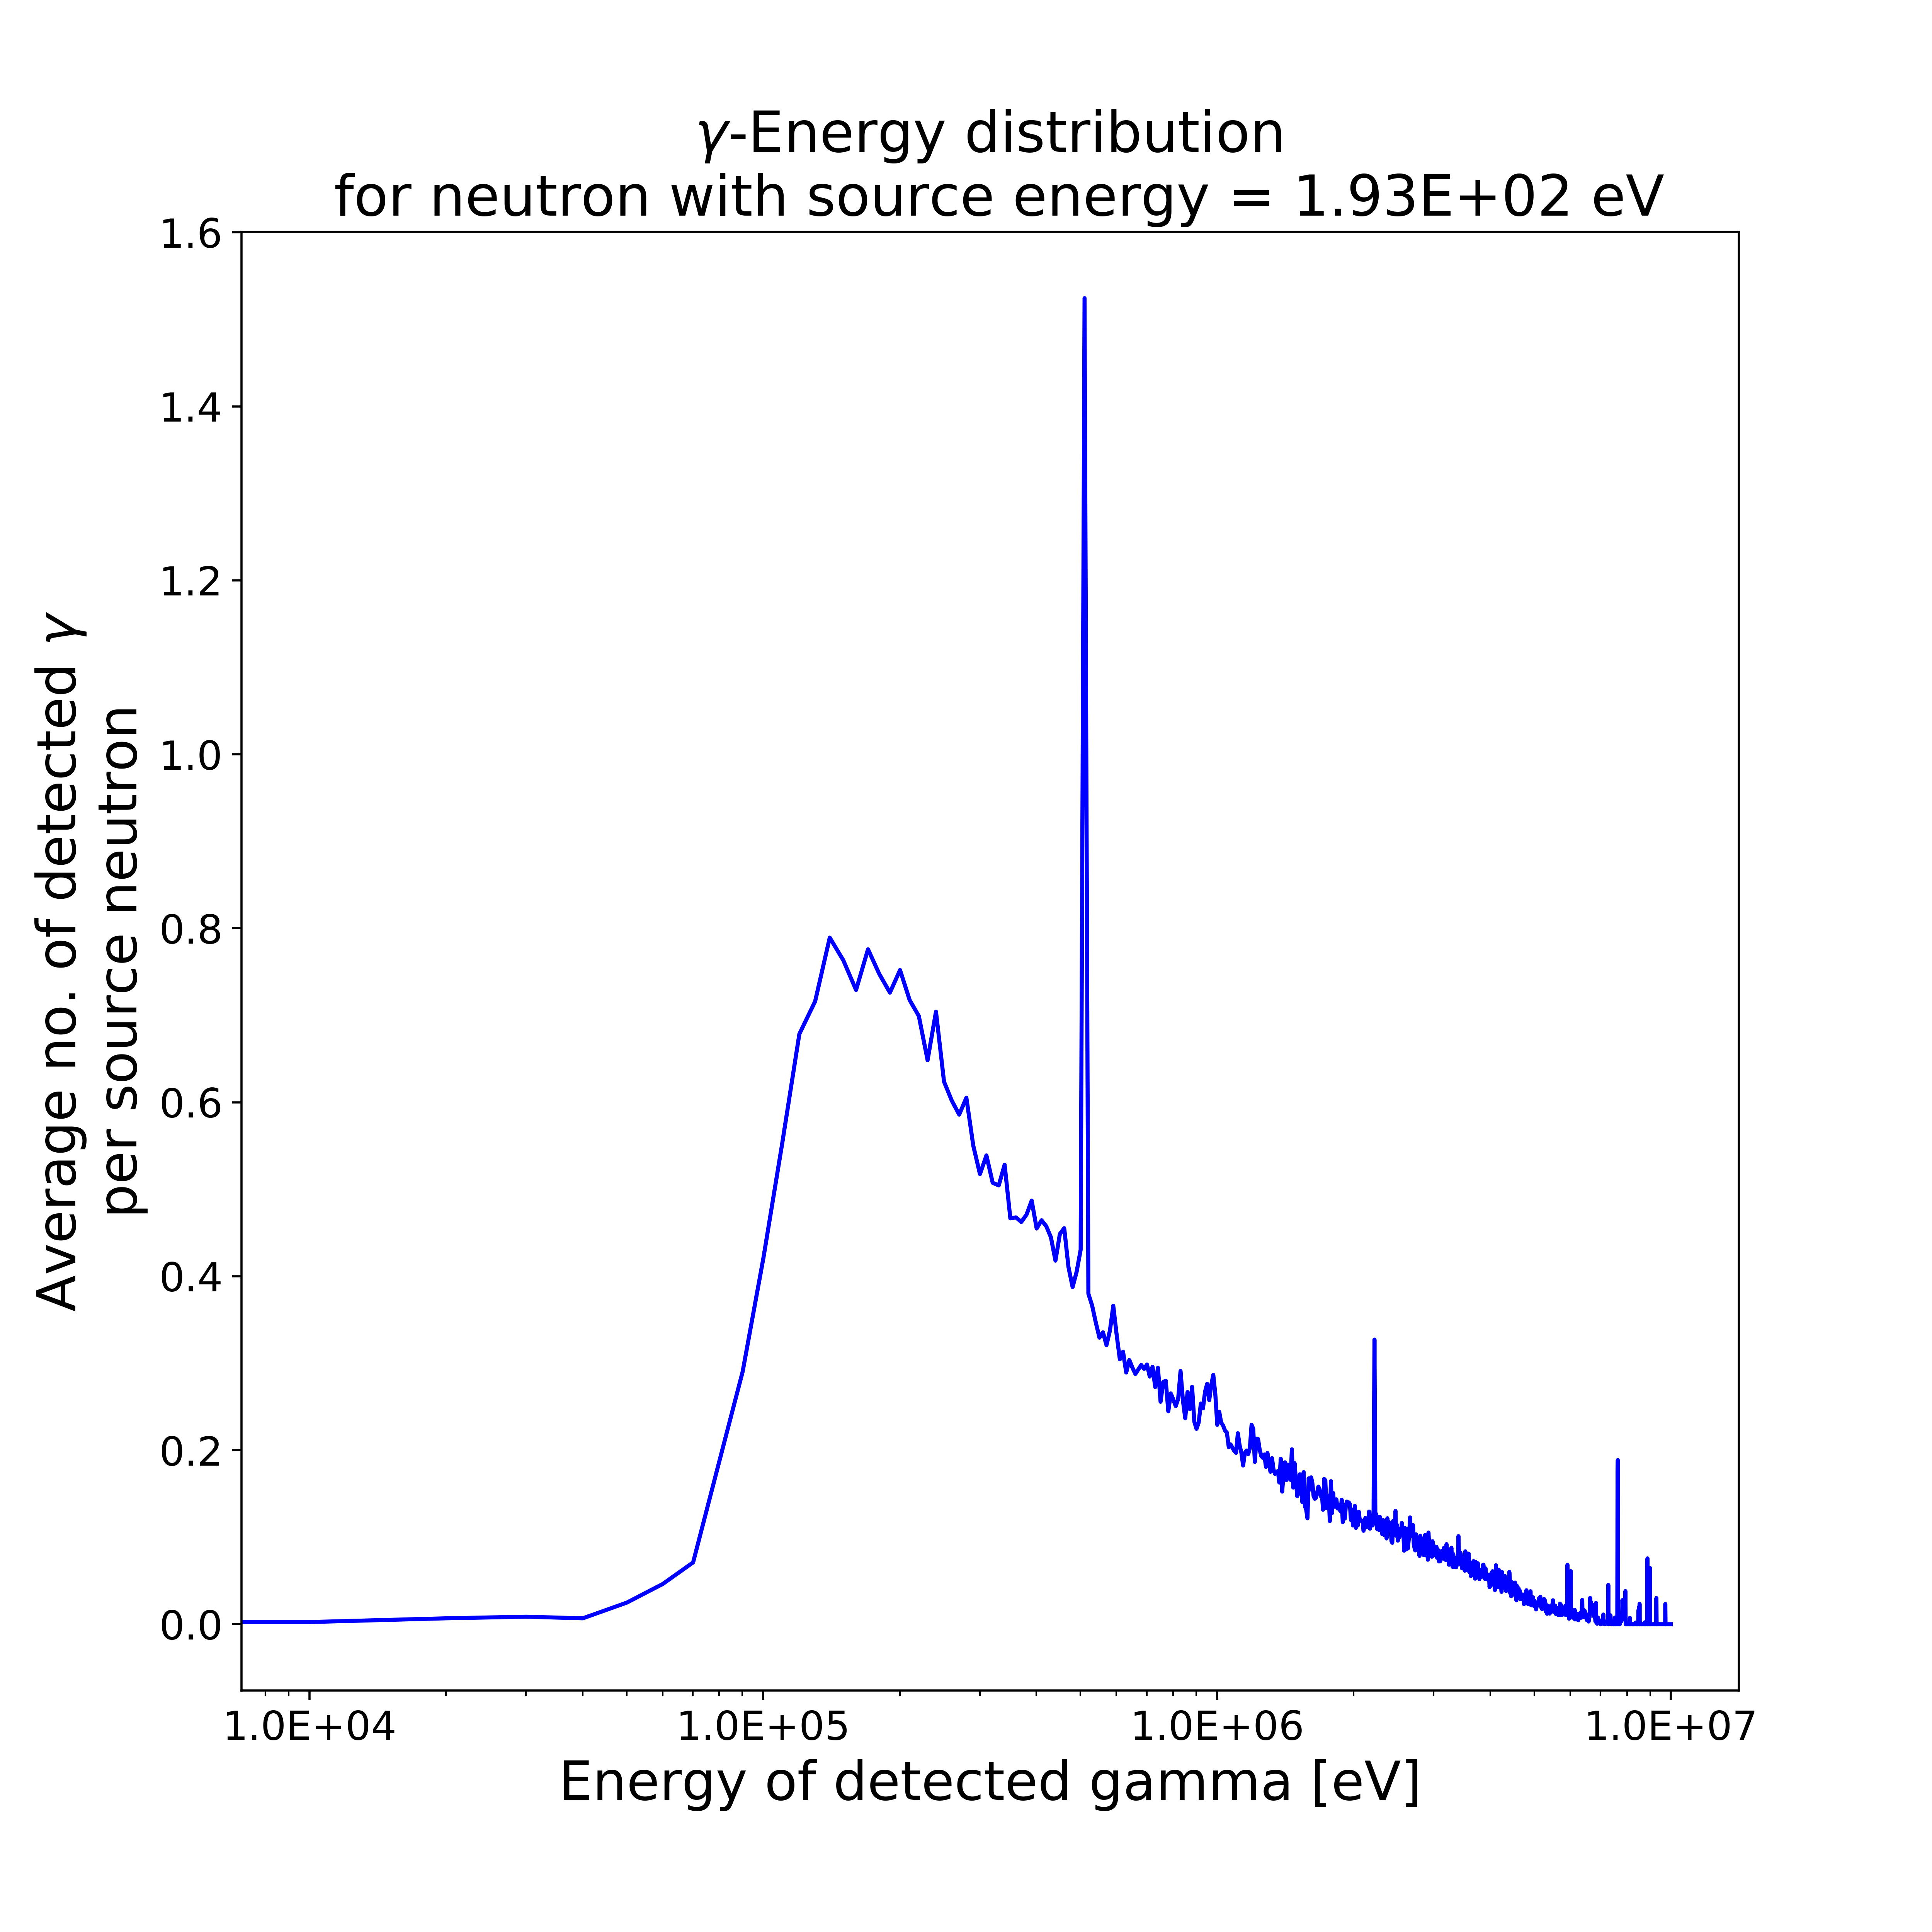 γ-Energy distribution
for neutron with source energy = 1.93E+02 eV
Average no. of detected γ
per source neutron
1.6
1.4
1.2
1.0
0.8
0.6
0.4
0.2
0.0
1.0E+04 1.0E+05 1.0E+06 1.0E+07
Energy of detected gamma [eV]